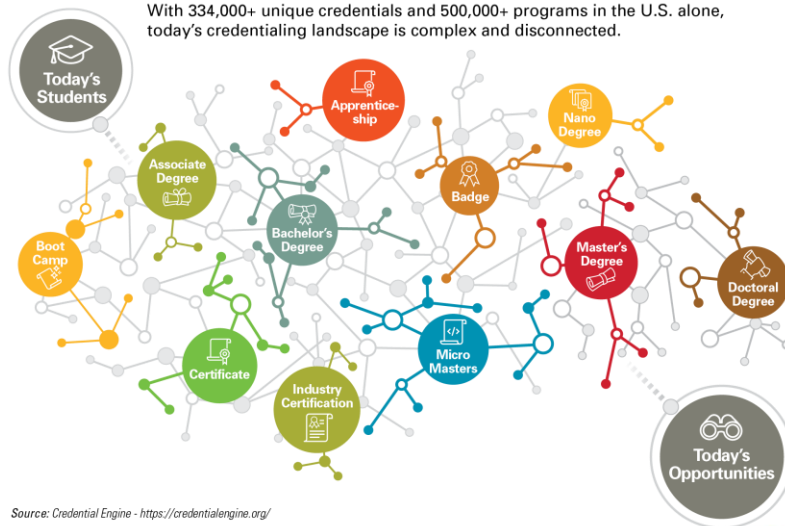 With 334,000+ unique credentials and 500,000+ programs in the U.S. alone,
today's credentialing landscape is complex and disconnected.
Today's
Students
Apprentice-
ship
Nano
Degree
Associate
Degree
Badge
Bachelor's
Degree
Boot
Camp
Master's
Degree
Doctoral
Degree
Certificate
Micro
Masters
Industry
Certification
Today's
Opportunities
Source: Credential Engine - https://credentialengine.org/